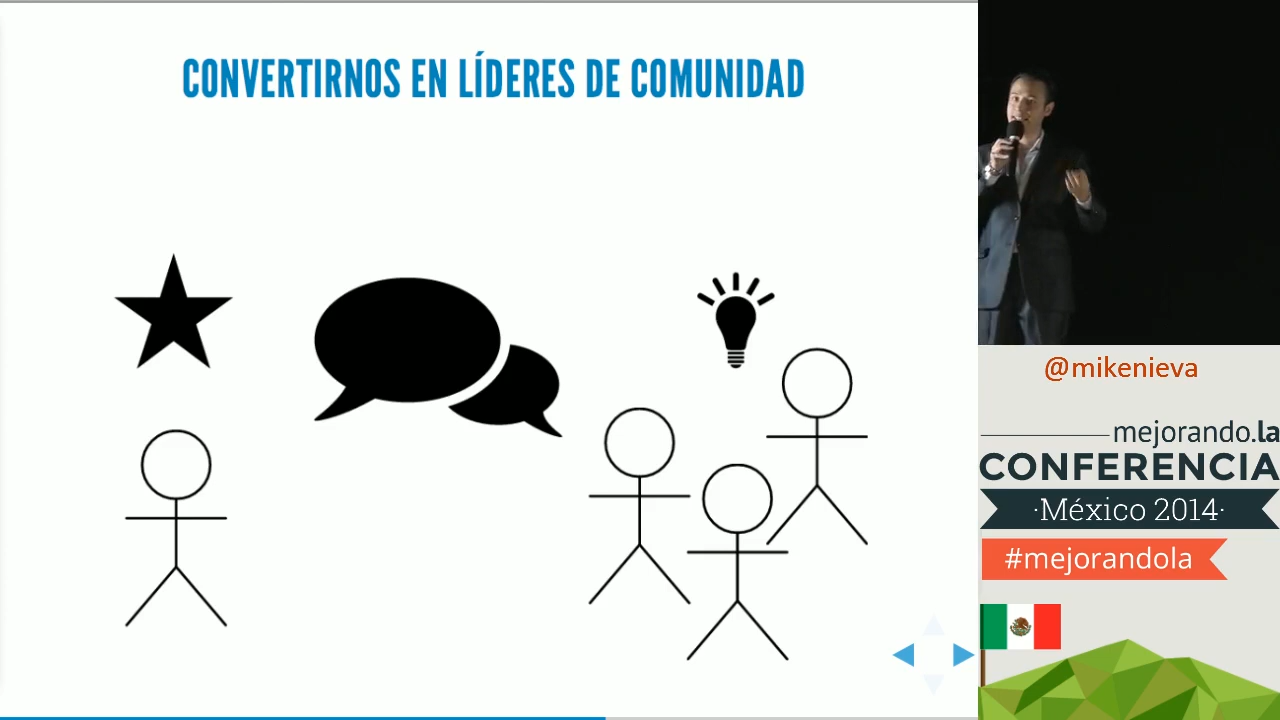 CONVERTIRNOS EN LÍDERES DE COMUNIDAD
@mikenieva
mejorando.la
CONFERENCIA
·México 2014·
#mejorandola